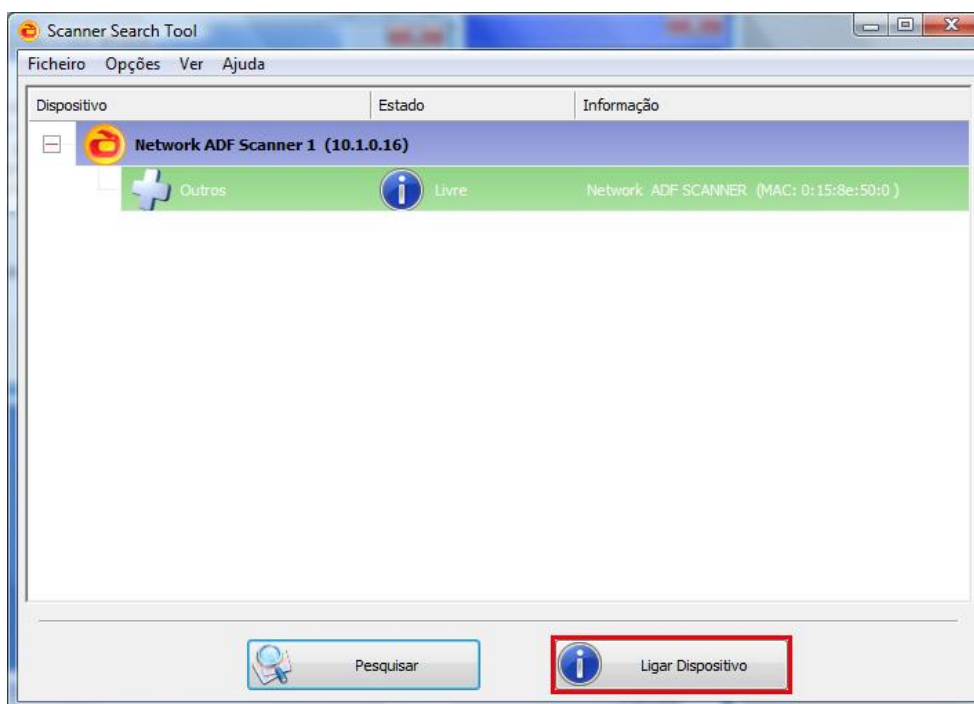 Scanner Search Tool
Ficheiro Opções Ver Ajuda
Dispositivo Estado Informação
Network ADF Scanner 1 (10.1.0.16)
Outros Livre Network ADF SCANNER (MAC: 0:15:8e:50:0 )
Pesquisar Ligar Dispositivo